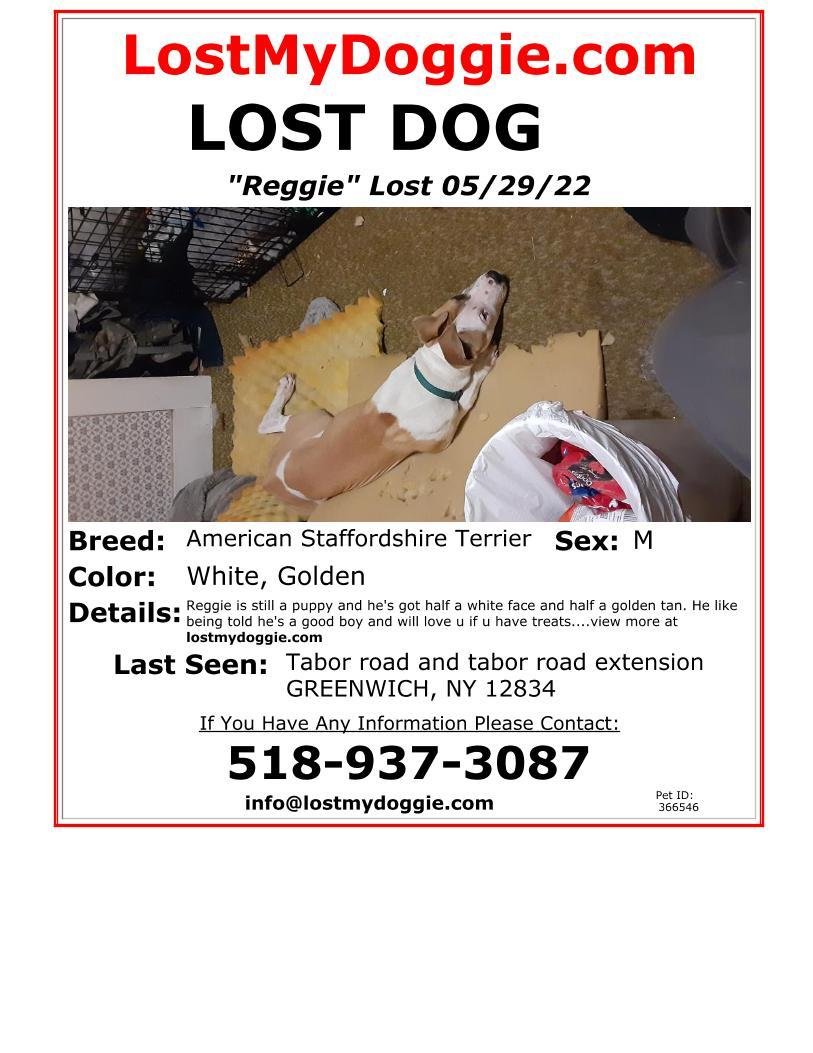 LostMyDoggie.com
LOST DOG
"Reggie" Lost 05/29/22
Breed: American Staffordshire Terrier Sex: M
Color: White, Golden
Details: Reggie is still a puppy and he's got half a white face and half a golden tan. He like
being told he's a good boy and will love u if u have treats....view more at
lostmydoggie.com
Last Seen: Tabor road and tabor road extension
GREENWICH, NY 12834
If You Have Any Information Please Contact:
518-937-3087
info@lostmydoggie.com
Pet ID:
366546